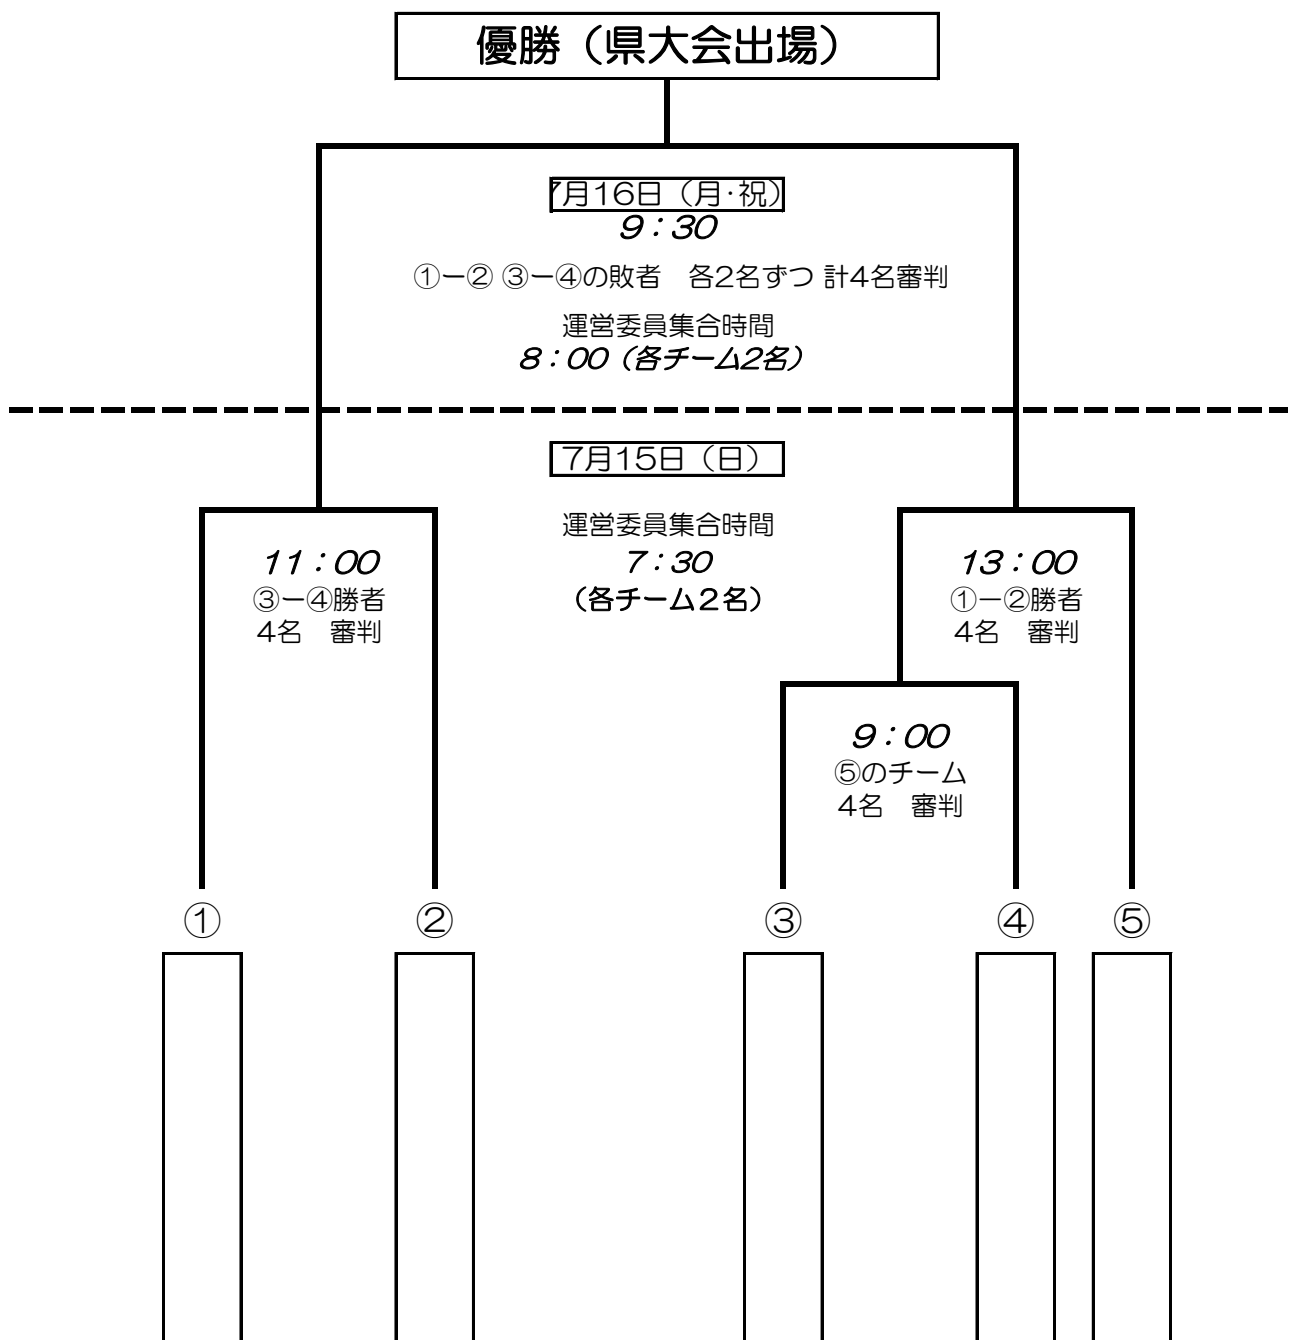 優勝（県大会出場）
7月16日（月･祝）
9：30
①ー② ③ー④の敗者　各2名ずつ 計4名審判
運営委員集合時間
8：00（各チーム2名）
7月15日（日）
運営委員集合時間
7：30
（各チーム２名）
11：00
③ー④勝者
4名　審判
13：00
①ー②勝者
4名　審判
9：00
⑤のチーム
4名　審判
① ② ③ ④ ⑤